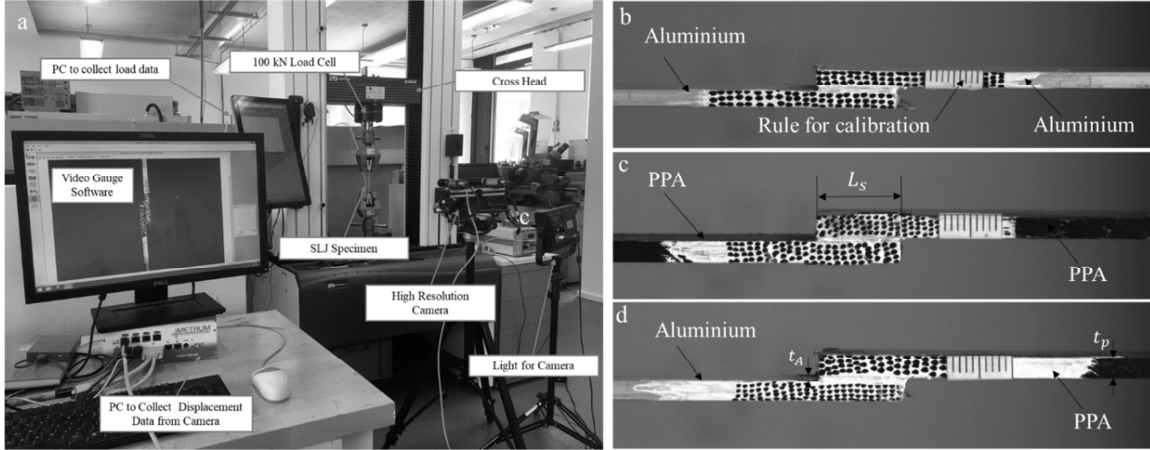 a
PC to collect load data
100 kN Load Cell
Cross Head
Video Gauge
Software
SLJ Specimen
High Resolution
Camera
c
Light for Camera
DELL
iMETRUM
PC to Collect Displacement
Data from Camera
b
Aluminium
Rule for calibration
Aluminium
c
PPA
L_S
PPA
d
Aluminium
t_A
t_p
PPA